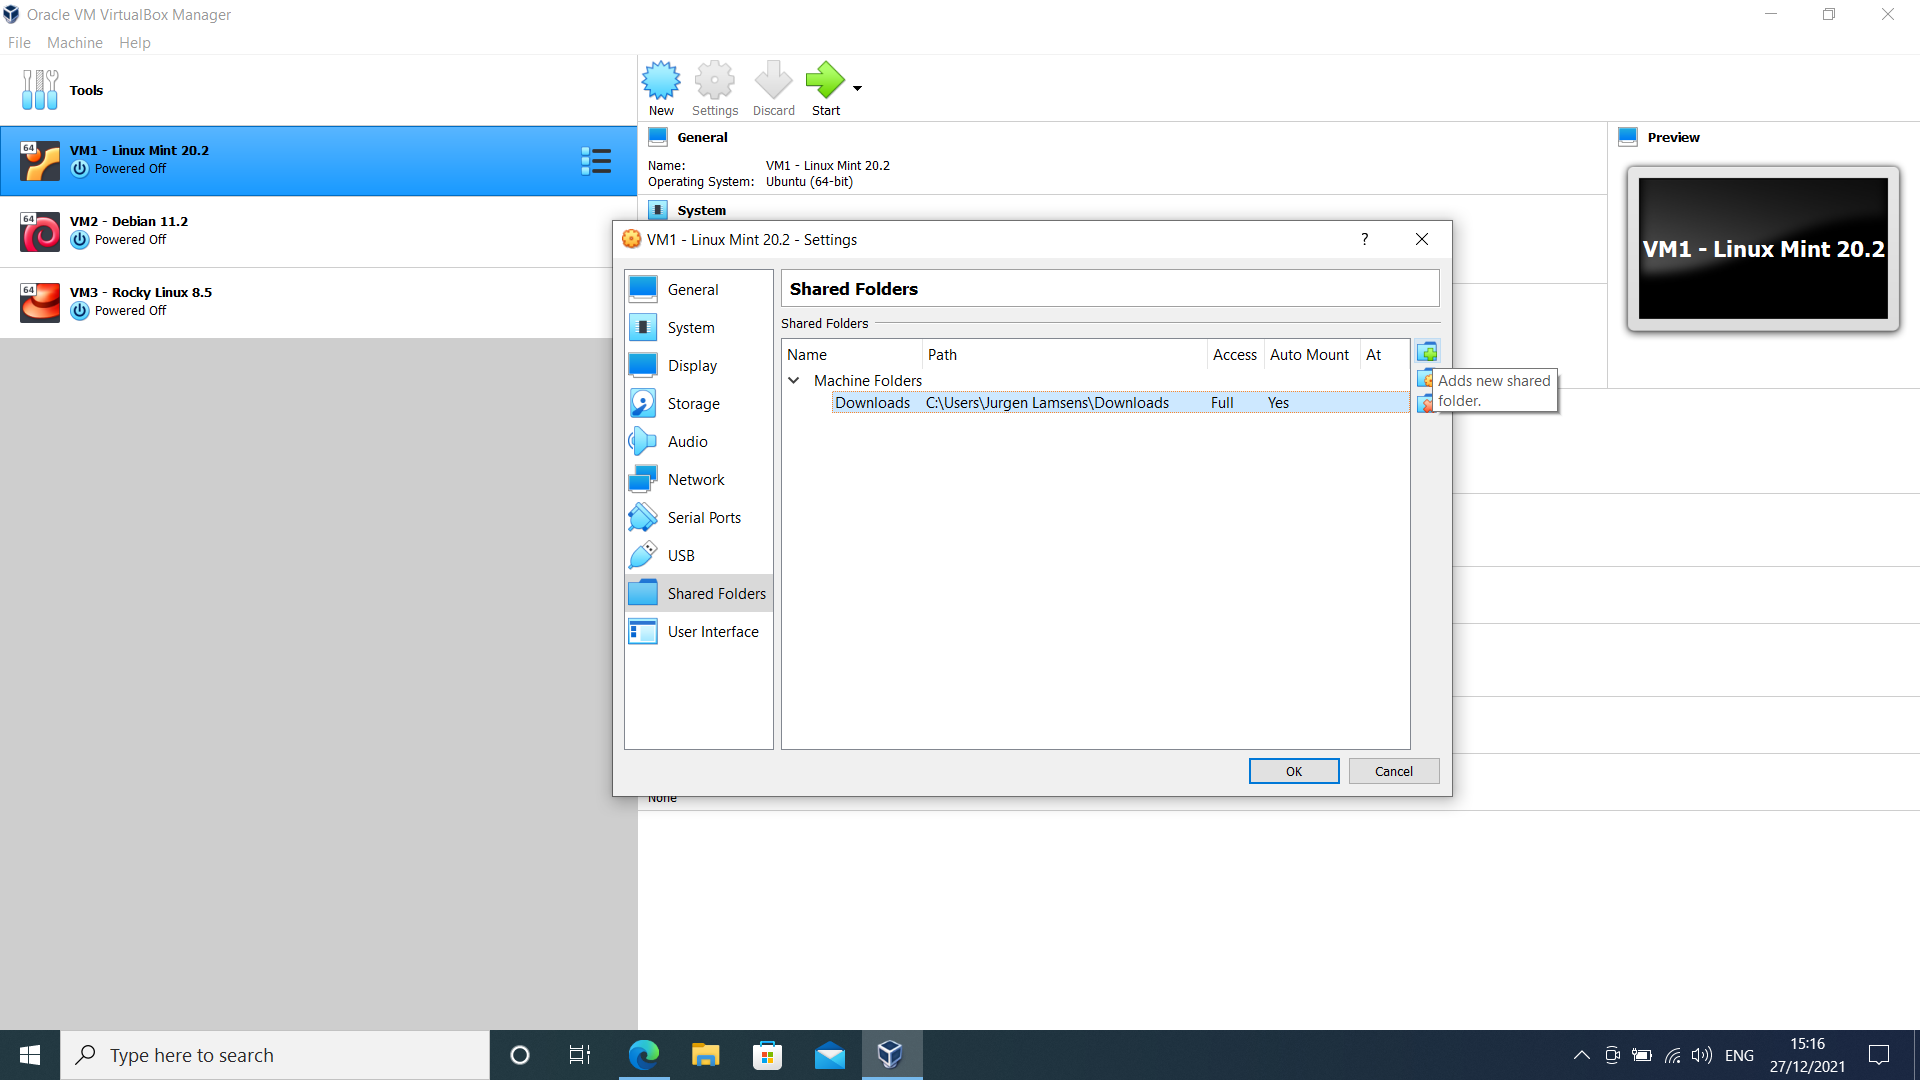 Oracle VM VirtualBox Manager
File Machine Help
Tools
New Settings Discard Start
64
VM1 - Linux Mint 20.2
Powered Off
64
VM2 - Debian 11.2
Powered Off
64
VM3 - Rocky Linux 8.5
Powered Off
General
Name: VM1 - Linux Mint 20.2
Operating System: Ubuntu (64-bit)
System
Preview
VM1 - Linux Mint 20.2
VM1 - Linux Mint 20.2 - Settings
?
General
System
Display
Storage
Audio
Network
Serial Ports
USB
Shared Folders
User Interface
Shared Folders
Shared Folders
Name Path Access Auto Mount At
Machine Folders
Downloads C:\Users\Jurgen Lamsens\Downloads Full Yes
Adds new shared
folder.
OK Cancel
None
Type here to search
ENG
15:16
27/12/2021